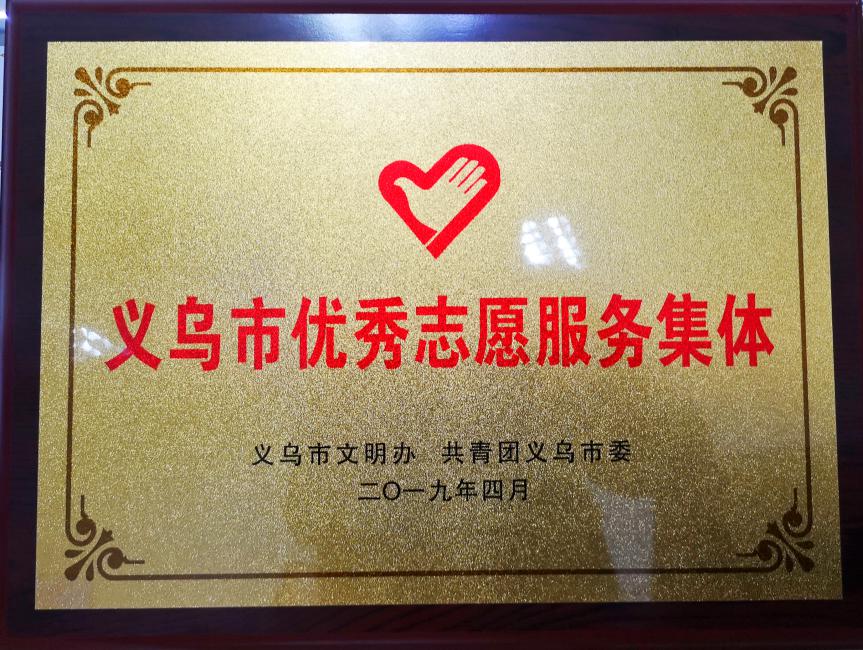 义乌市优秀志愿服务集体
义乌市文明办 共青团义乌市委
二〇一九年四月